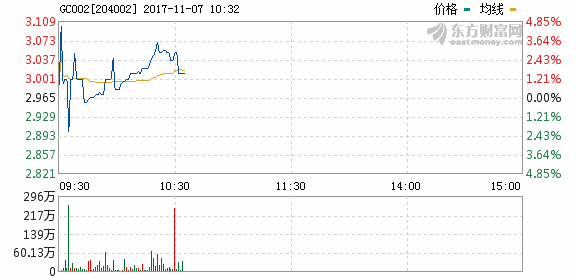 GC002[204002] 2017-11-07 10:32 价格 均线
3.109 4.85%
3.073 东方财富网 3.64%
3.037 eastmoney.com 2.43%
3.001 1.21%
2.965 0.00%
2.929 1.21%
2.893 2.43%
2.857 3.64%
2.821 4.85%
09:30 10:30 11:30 14:00 15:00
296万
217万
139万
60.13万
0